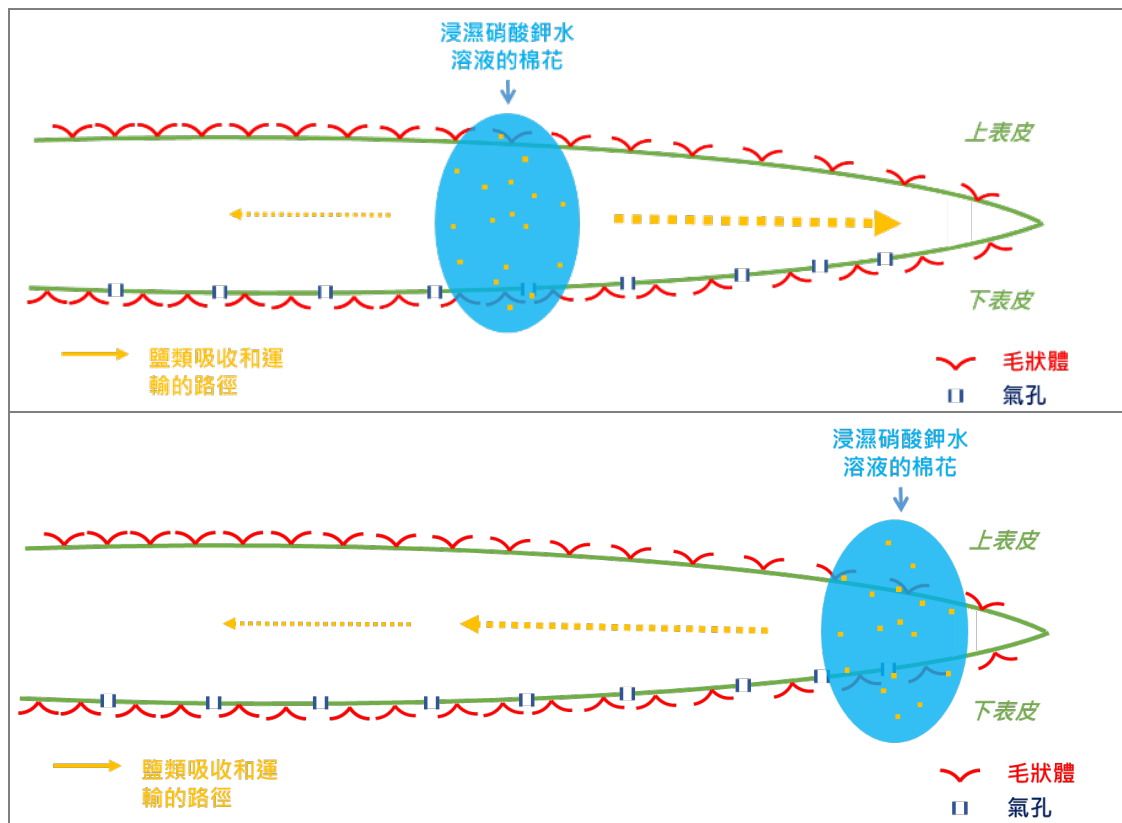 浸濕硝酸鉀水
溶液的棉花
上表皮
下表皮
鹽類吸收和運
輸的路徑
毛狀體
氣孔
浸濕硝酸鉀水
溶液的棉花
上表皮
下表皮
鹽類吸收和運
輸的路徑
毛狀體
氣孔